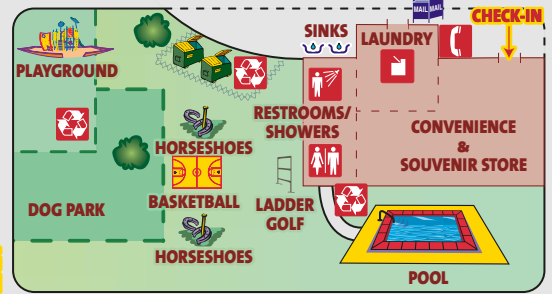 MAIL MAIL
CHECK-IN
SINKS
LAUNDRY
PLAYGROUND
RESTROOMS/
SHOWERS
HORSESHOES
CONVENIENCE
&
SOUVENIR STORE
BASKETBALL
DOG PARK
LADDER
GOLF
HORSESHOES
POOL